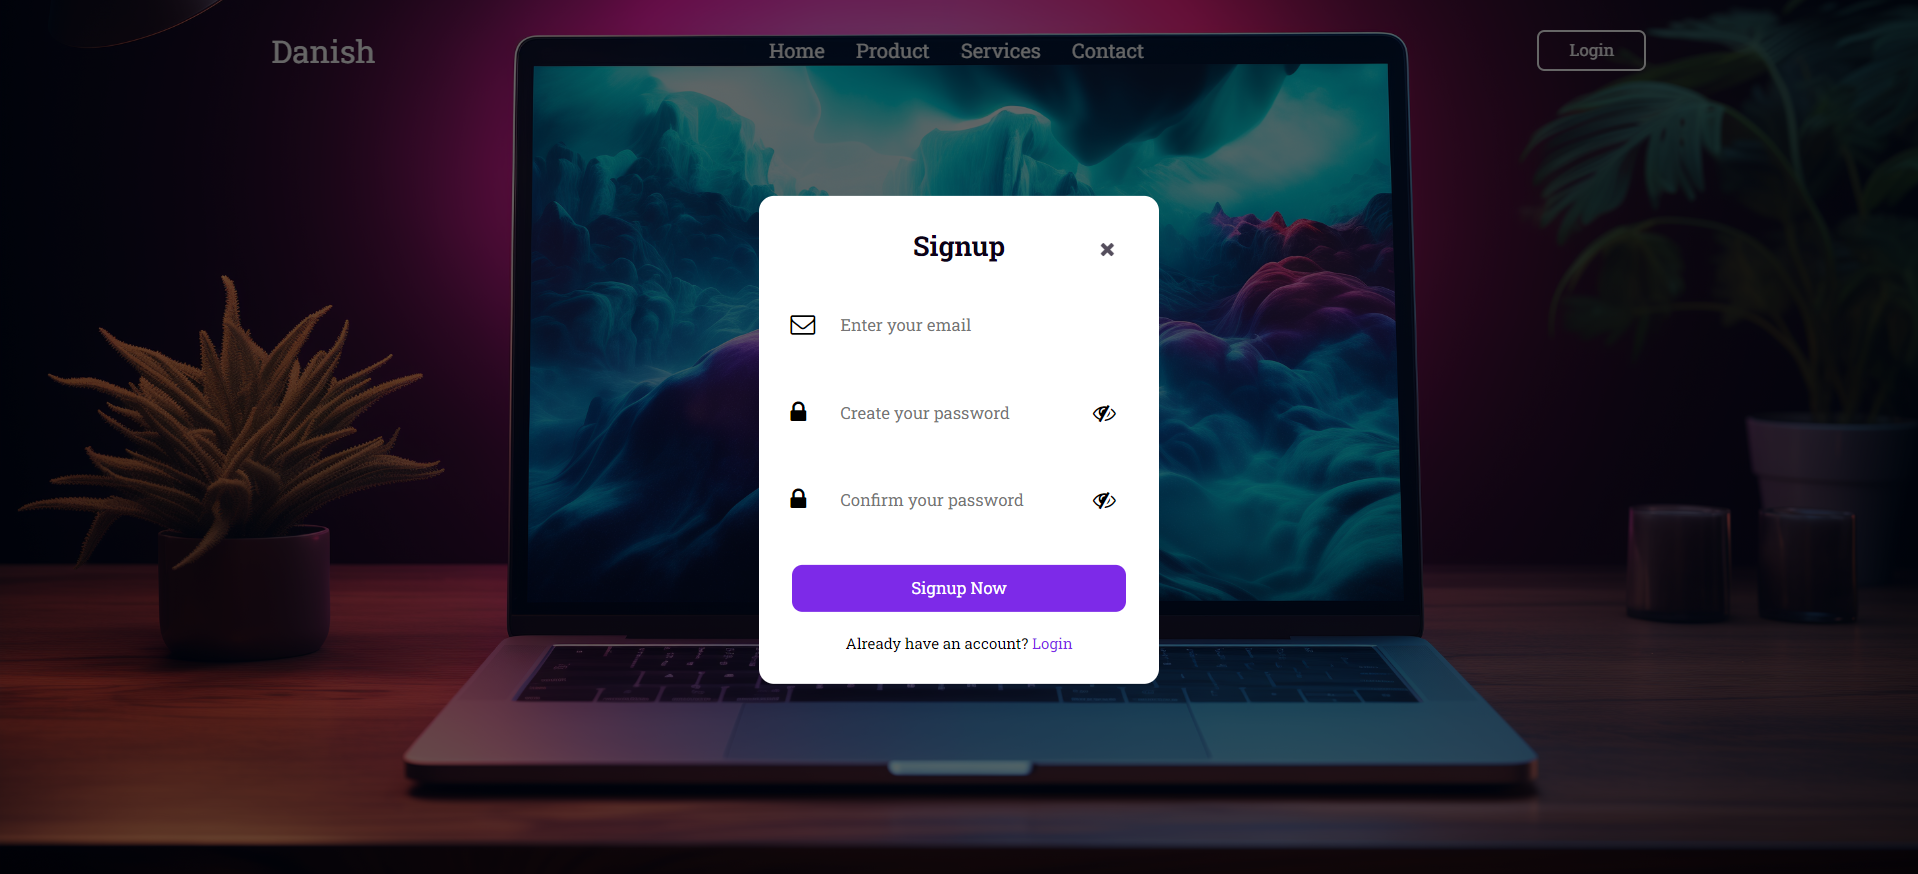 Danish
Home Product Services Contact
Login
Signup
Enter your email
Create your password
Confirm your password
Signup Now
Already have an account? Login